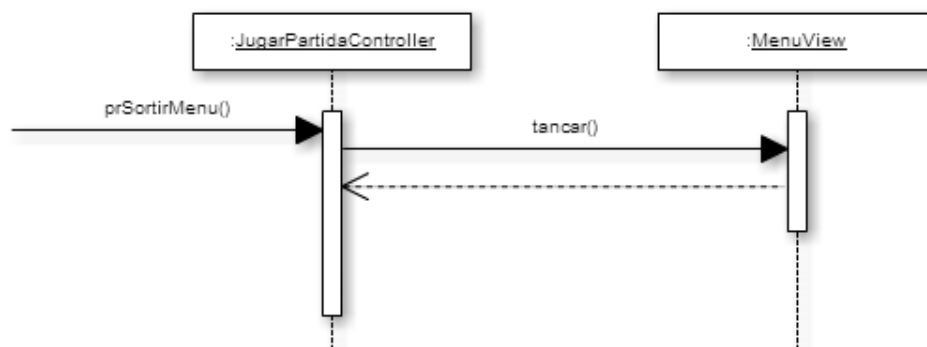 :JugarPartidaController
:MenuView
prSortirMenu()
tancar()